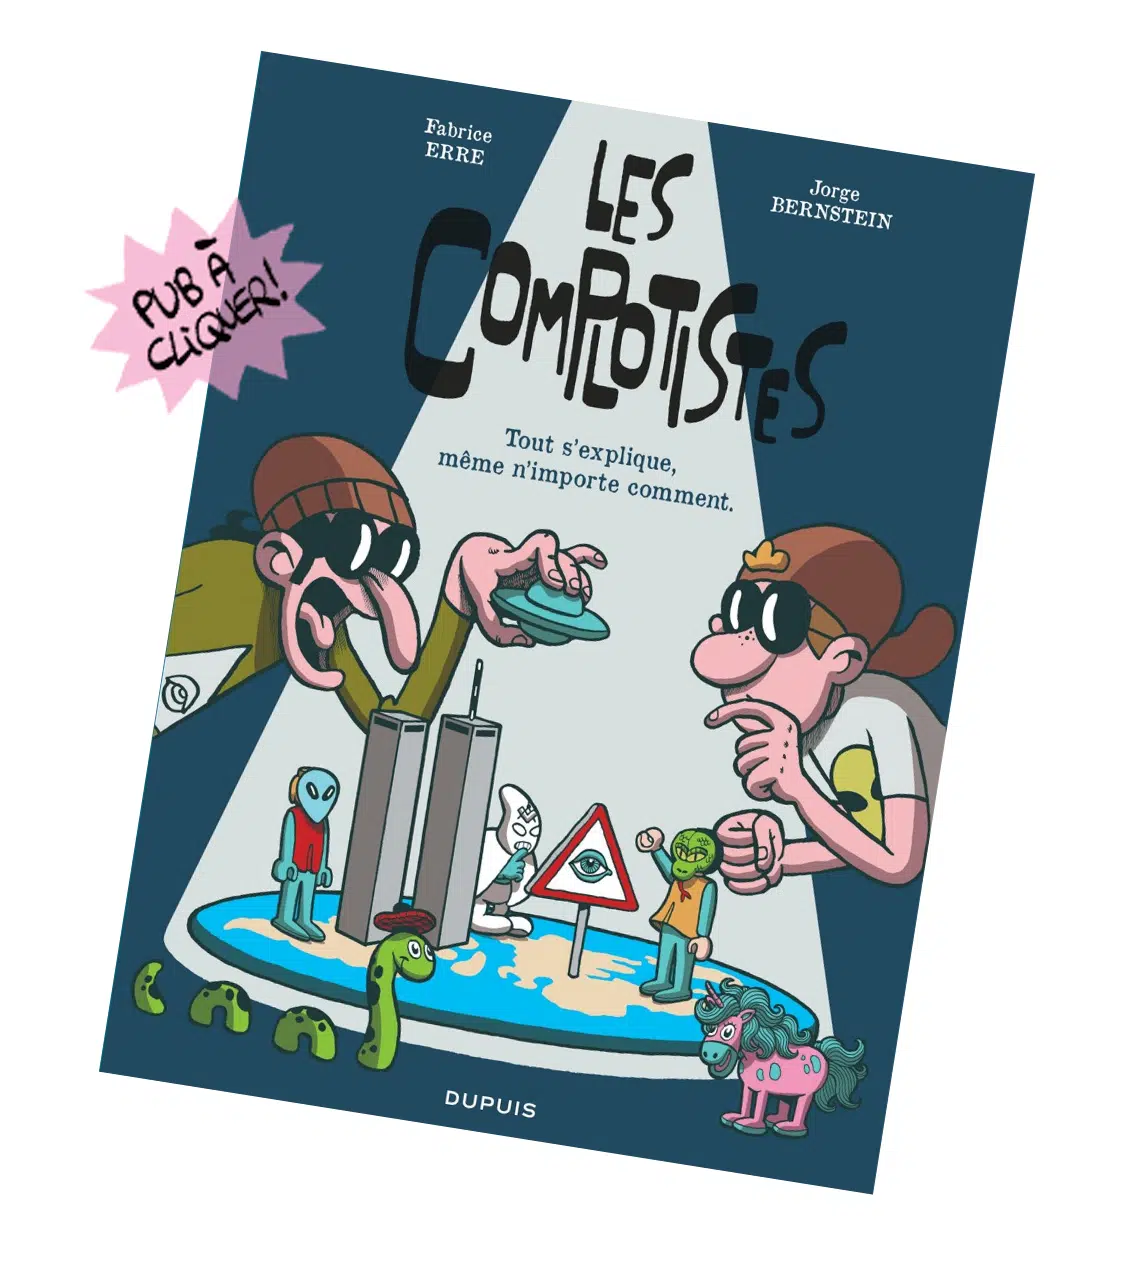 Fabrice
ERRE
Jorge
BERNSTEIN
LES
COMPLOTISTES
PUB À
CLIQUER!
Tout s'explique,
même n'importe comment.
DUPUIS